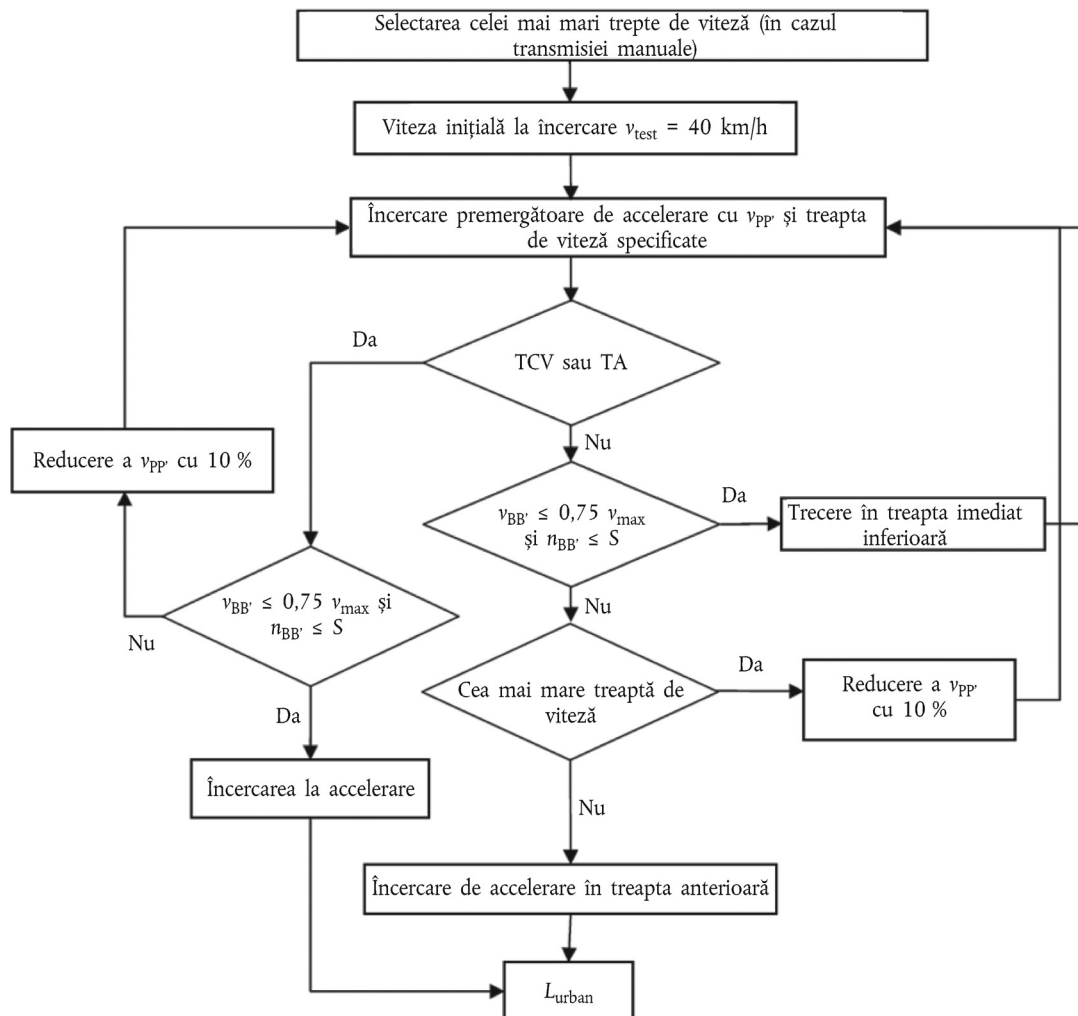 Selectarea celei mai mari trepte de viteză (în cazul
transmisiei manuale)
Viteza inițială la încercare v_test = 40 km/h
Încercare premergătoare de accelerare cu v_PP' și treapta
de viteză specificate
Da
TCV sau TA
Nu
Reducere a v_PP' cu 10 %
v_BB' ≤ 0,75 v_max
și n_BB' ≤ S
Da
Trecere în treapta imediat
inferioară
v_BB' ≤ 0,75 v_max și
n_BB' ≤ S
Nu
Nu
Cea mai mare treaptă de
viteză
Da
Reducere a v_PP'
cu 10 %
Da
Încercarea la accelerare
Nu
Încercare de accelerare în treapta anterioară
L_urban